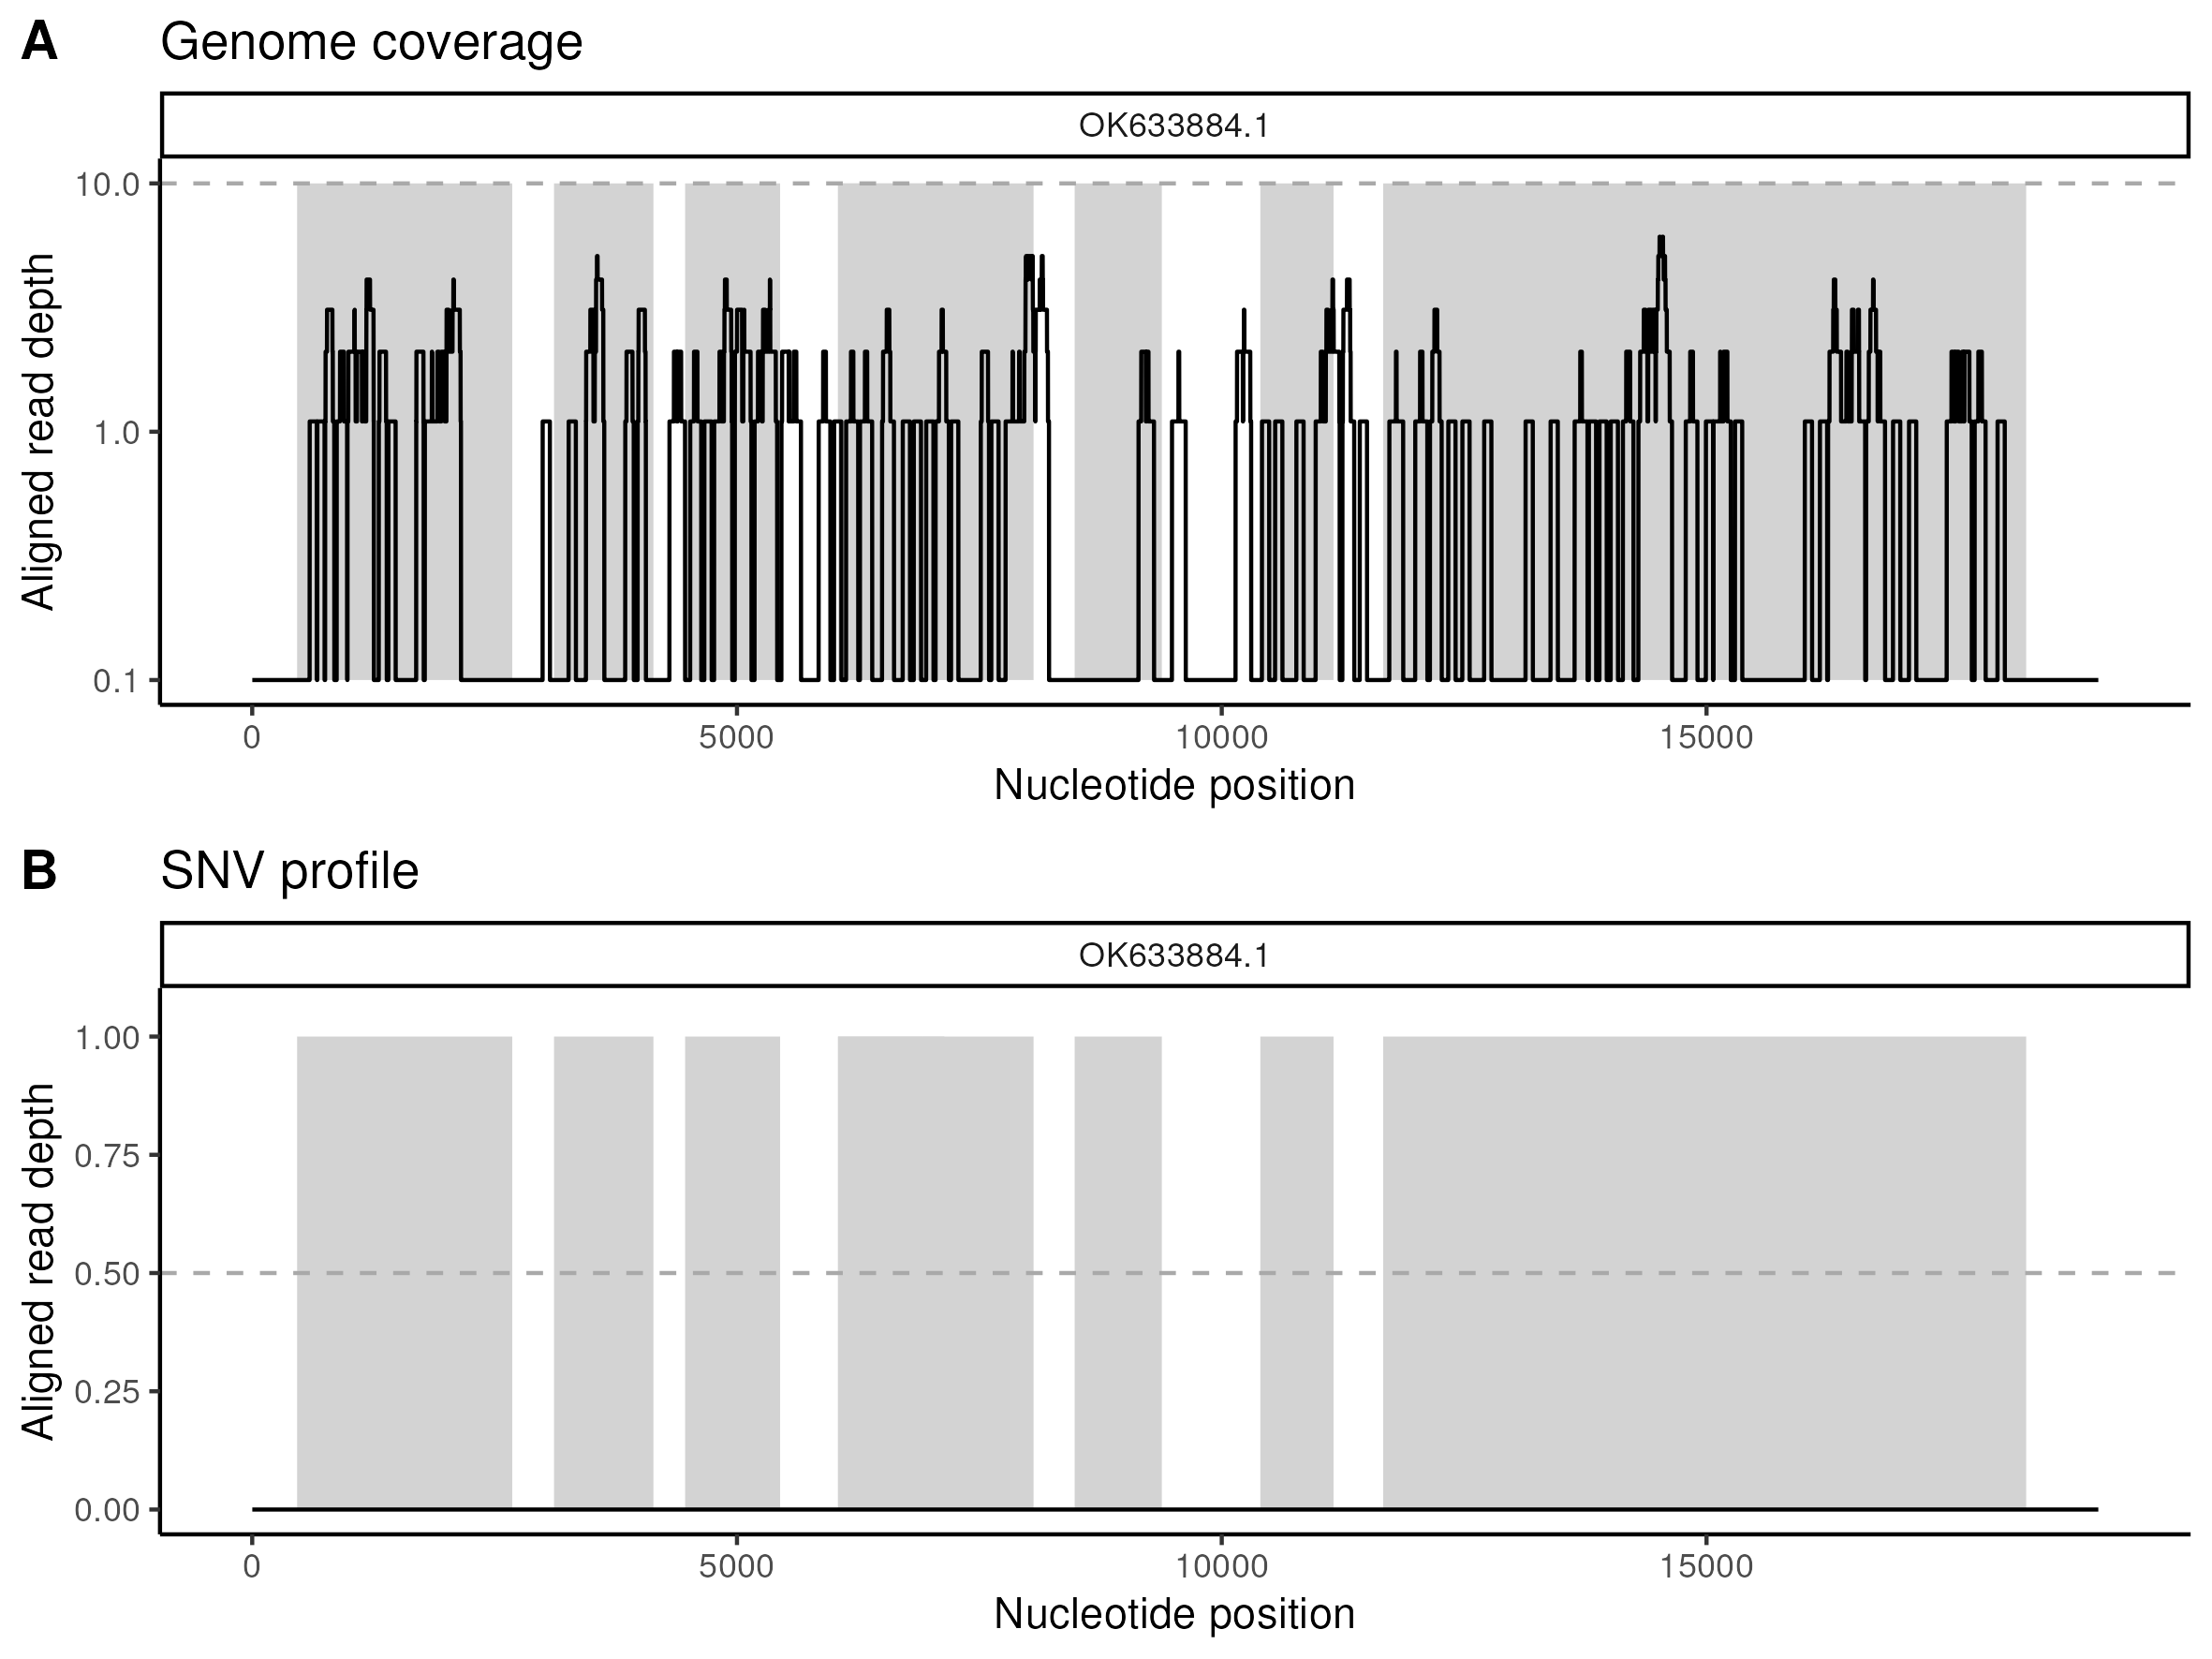 A Genome coverage
OK633884.1
Aligned read depth
10.0
1.0
0.1
0 5000 10000 15000
Nucleotide position
B SNV profile
OK633884.1
Aligned read depth
1.00
0.75
0.50
0.25
0.00
0 5000 10000 15000
Nucleotide position